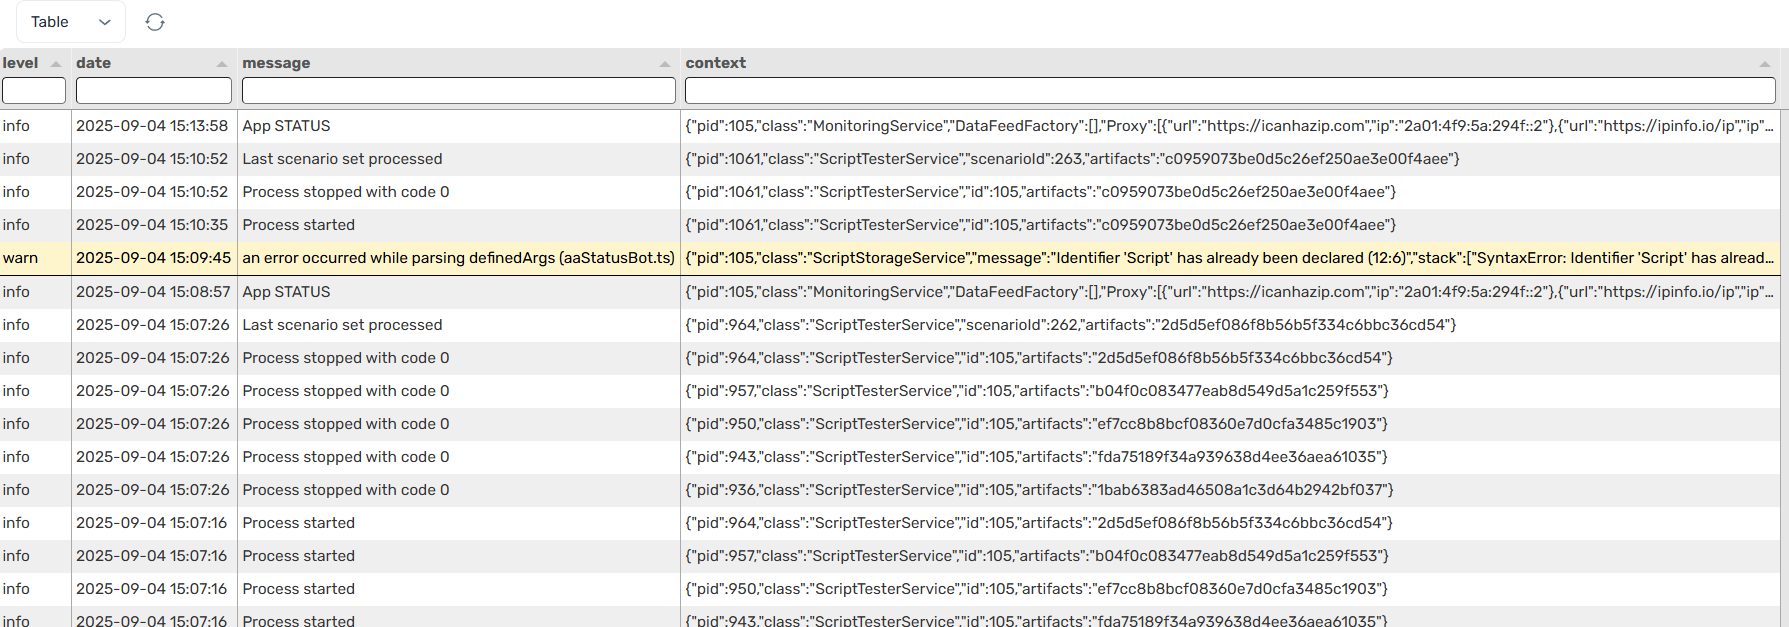 Table
level date message context
info 2025-09-04 15:13:58 App STATUS {"pid":105,"class":"MonitoringService","DataFeedFactory":[],"Proxy":[{"url":"https://icanhazip.com","ip":"2a01:4f9:5a:294f::2"},{"url":"https://ipinfo.io/ip","ip"...
info 2025-09-04 15:10:52 Last scenario set processed {"pid":1061,"class":"ScriptTesterService","scenarioId":263,"artifacts":"c0959073be0d5c26ef250ae3e00f4aee"}
info 2025-09-04 15:10:52 Process stopped with code 0 {"pid":1061,"class":"ScriptTesterService","id":105,"artifacts":"c0959073be0d5c26ef250ae3e00f4aee"}
info 2025-09-04 15:10:35 Process started {"pid":1061,"class":"ScriptTesterService","id":105,"artifacts":"c0959073be0d5c26ef250ae3e00f4aee"}
warn 2025-09-04 15:09:45 an error occurred while parsing definedArgs (aaStatusBot.ts) {"pid":105,"class":"ScriptStorageService","message":"Identifier 'Script' has already been declared (12:6)","stack":["SyntaxError: Identifier 'Script' has alread...
info 2025-09-04 15:08:57 App STATUS {"pid":105,"class":"MonitoringService","DataFeedFactory":[],"Proxy":[{"url":"https://icanhazip.com","ip":"2a01:4f9:5a:294f::2"},{"url":"https://ipinfo.io/ip","ip"...
info 2025-09-04 15:07:26 Last scenario set processed {"pid":964,"class":"ScriptTesterService","scenarioId":262,"artifacts":"2d5d5ef086f8b56b5f334c6bbc36cd54"}
info 2025-09-04 15:07:26 Process stopped with code 0 {"pid":964,"class":"ScriptTesterService","id":105,"artifacts":"2d5d5ef086f8b56b5f334c6bbc36cd54"}
info 2025-09-04 15:07:26 Process stopped with code 0 {"pid":957,"class":"ScriptTesterService","id":105,"artifacts":"b04f0c083477eab8d549d5a1c259f553"}
info 2025-09-04 15:07:26 Process stopped with code 0 {"pid":950,"class":"ScriptTesterService","id":105,"artifacts":"ef7cc8b8bcf08360e7d0cfa3485c1903"}
info 2025-09-04 15:07:26 Process stopped with code 0 {"pid":943,"class":"ScriptTesterService","id":105,"artifacts":"fda75189f34a939638d4ee36aea61035"}
info 2025-09-04 15:07:26 Process stopped with code 0 {"pid":936,"class":"ScriptTesterService","id":105,"artifacts":"1bab6383ad46508a1c3d64b2942bf037"}
info 2025-09-04 15:07:16 Process started {"pid":964,"class":"ScriptTesterService","id":105,"artifacts":"2d5d5ef086f8b56b5f334c6bbc36cd54"}
info 2025-09-04 15:07:16 Process started {"pid":957,"class":"ScriptTesterService","id":105,"artifacts":"b04f0c083477eab8d549d5a1c259f553"}
info 2025-09-04 15:07:16 Process started {"pid":950,"class":"ScriptTesterService","id":105,"artifacts":"ef7cc8b8bcf08360e7d0cfa3485c1903"}
info 2025-09-04 15:07:16 Process started {"pid":943,"class":"ScriptTesterService","id":105,"artifacts":"fda75189f34a939638d4ee36aea61035"}